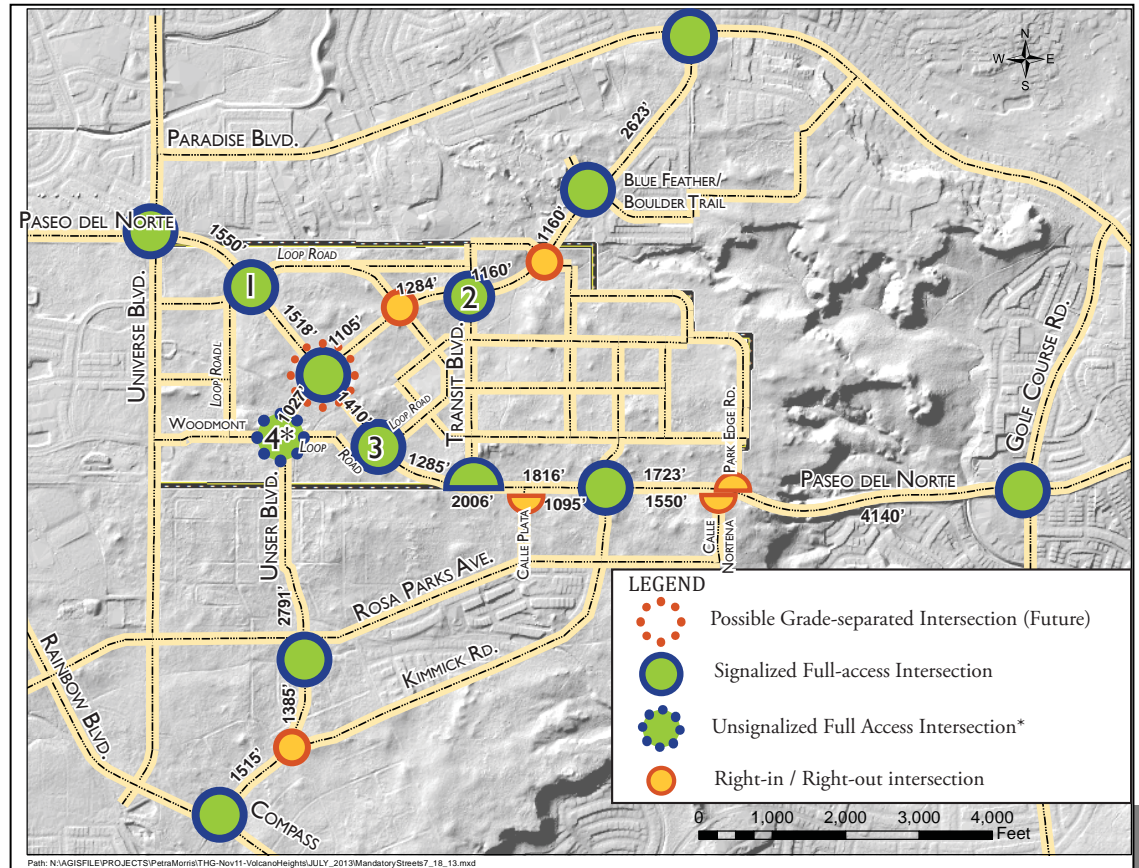 N
W E
S
PARADISE BLVD.
2623'
BLUE FEATHER/
BOULDER TRAIL
PASEO DEL NORTE
1550'
LOOP ROAD
1160'
1
1284'
1160'
2
1518'
1105'
UNIVERSE BLVD.
LOOP ROADL
TRANSIT BLVD.
GOLF COURSE RD.
1027'
1410'
LOOP ROAD
WOODMONT
4*
LOOP
ROAD
3
1285'
PARK EDGE RD.
1816'
1723'
PASEO DEL NORTE
2006'
1095'
1550'
4140'
CALLE PLATA
CALLE
NORTENA
UNSER BLVD.
ROSA PARKS AVE.
2791'
KIMMICK RD.
RAINBOW BLVD.
1385'
1515'
COMPASS
LEGEND
Possible Grade-separated Intersection (Future)
Signalized Full-access Intersection
Unsignalized Full Access Intersection*
Right-in / Right-out intersection
0 1,000 2,000 3,000 4,000
Feet
Path: N:\AGISFILE\PROJECTS\PetraMorris\THG-Nov11-VolcanoHeights\JULY_2013\MandatoryStreets7_18_13.mxd